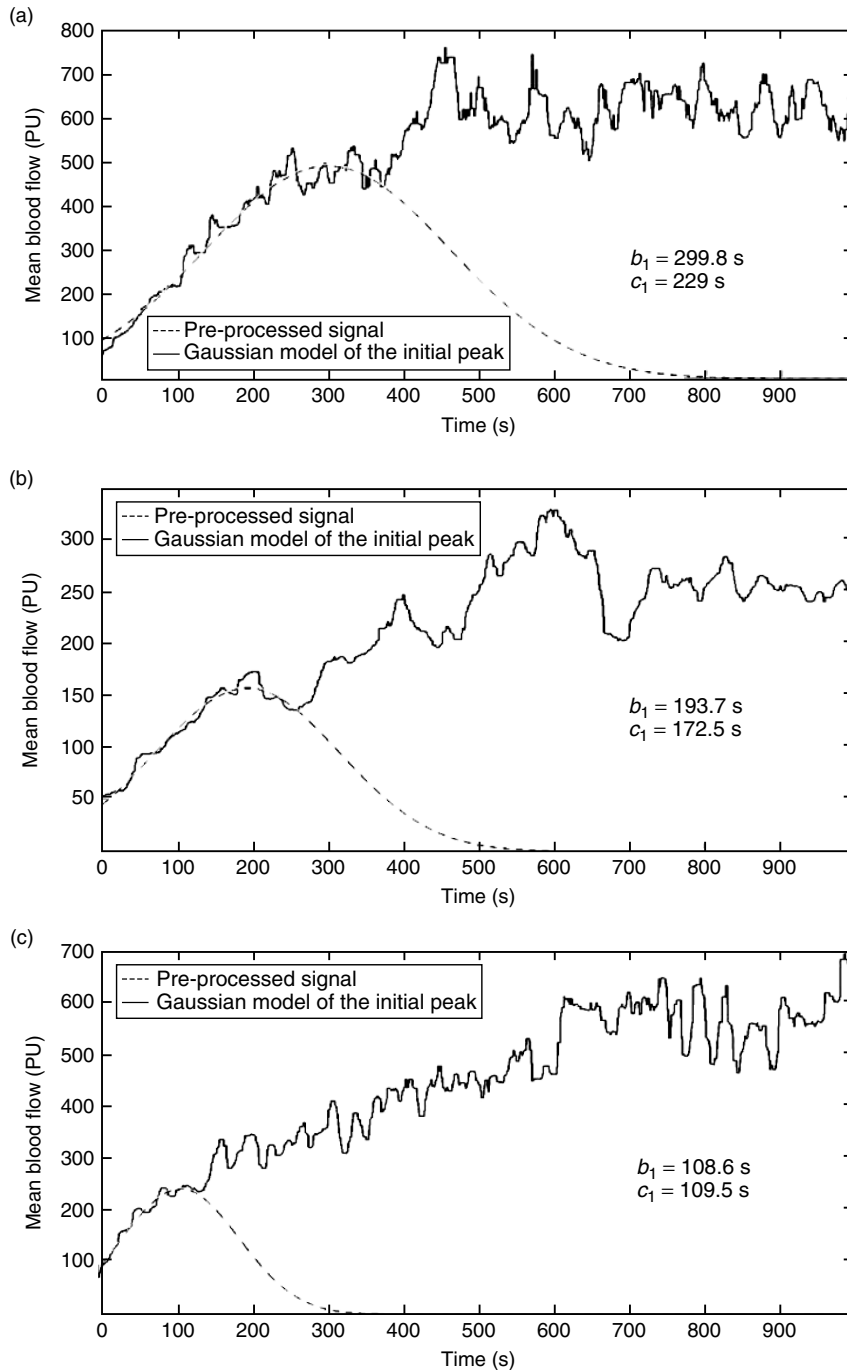 (a)
800
700
600
500
400
300
200
100
Mean blood flow (PU)
b1 = 299.8 s
c1 = 229 s
Pre-processed signal
Gaussian model of the initial peak
0 100 200 300 400 500 600 700 800 900
Time (s)
(b)
300
250
200
150
100
50
Mean blood flow (PU)
Pre-processed signal
Gaussian model of the initial peak
b1 = 193.7 s
c1 = 172.5 s
0 100 200 300 400 500 600 700 800 900
Time (s)
(c)
700
600
500
400
300
200
100
Mean blood flow (PU)
Pre-processed signal
Gaussian model of the initial peak
b1 = 108.6 s
c1 = 109.5 s
0 100 200 300 400 500 600 700 800 900
Time (s)